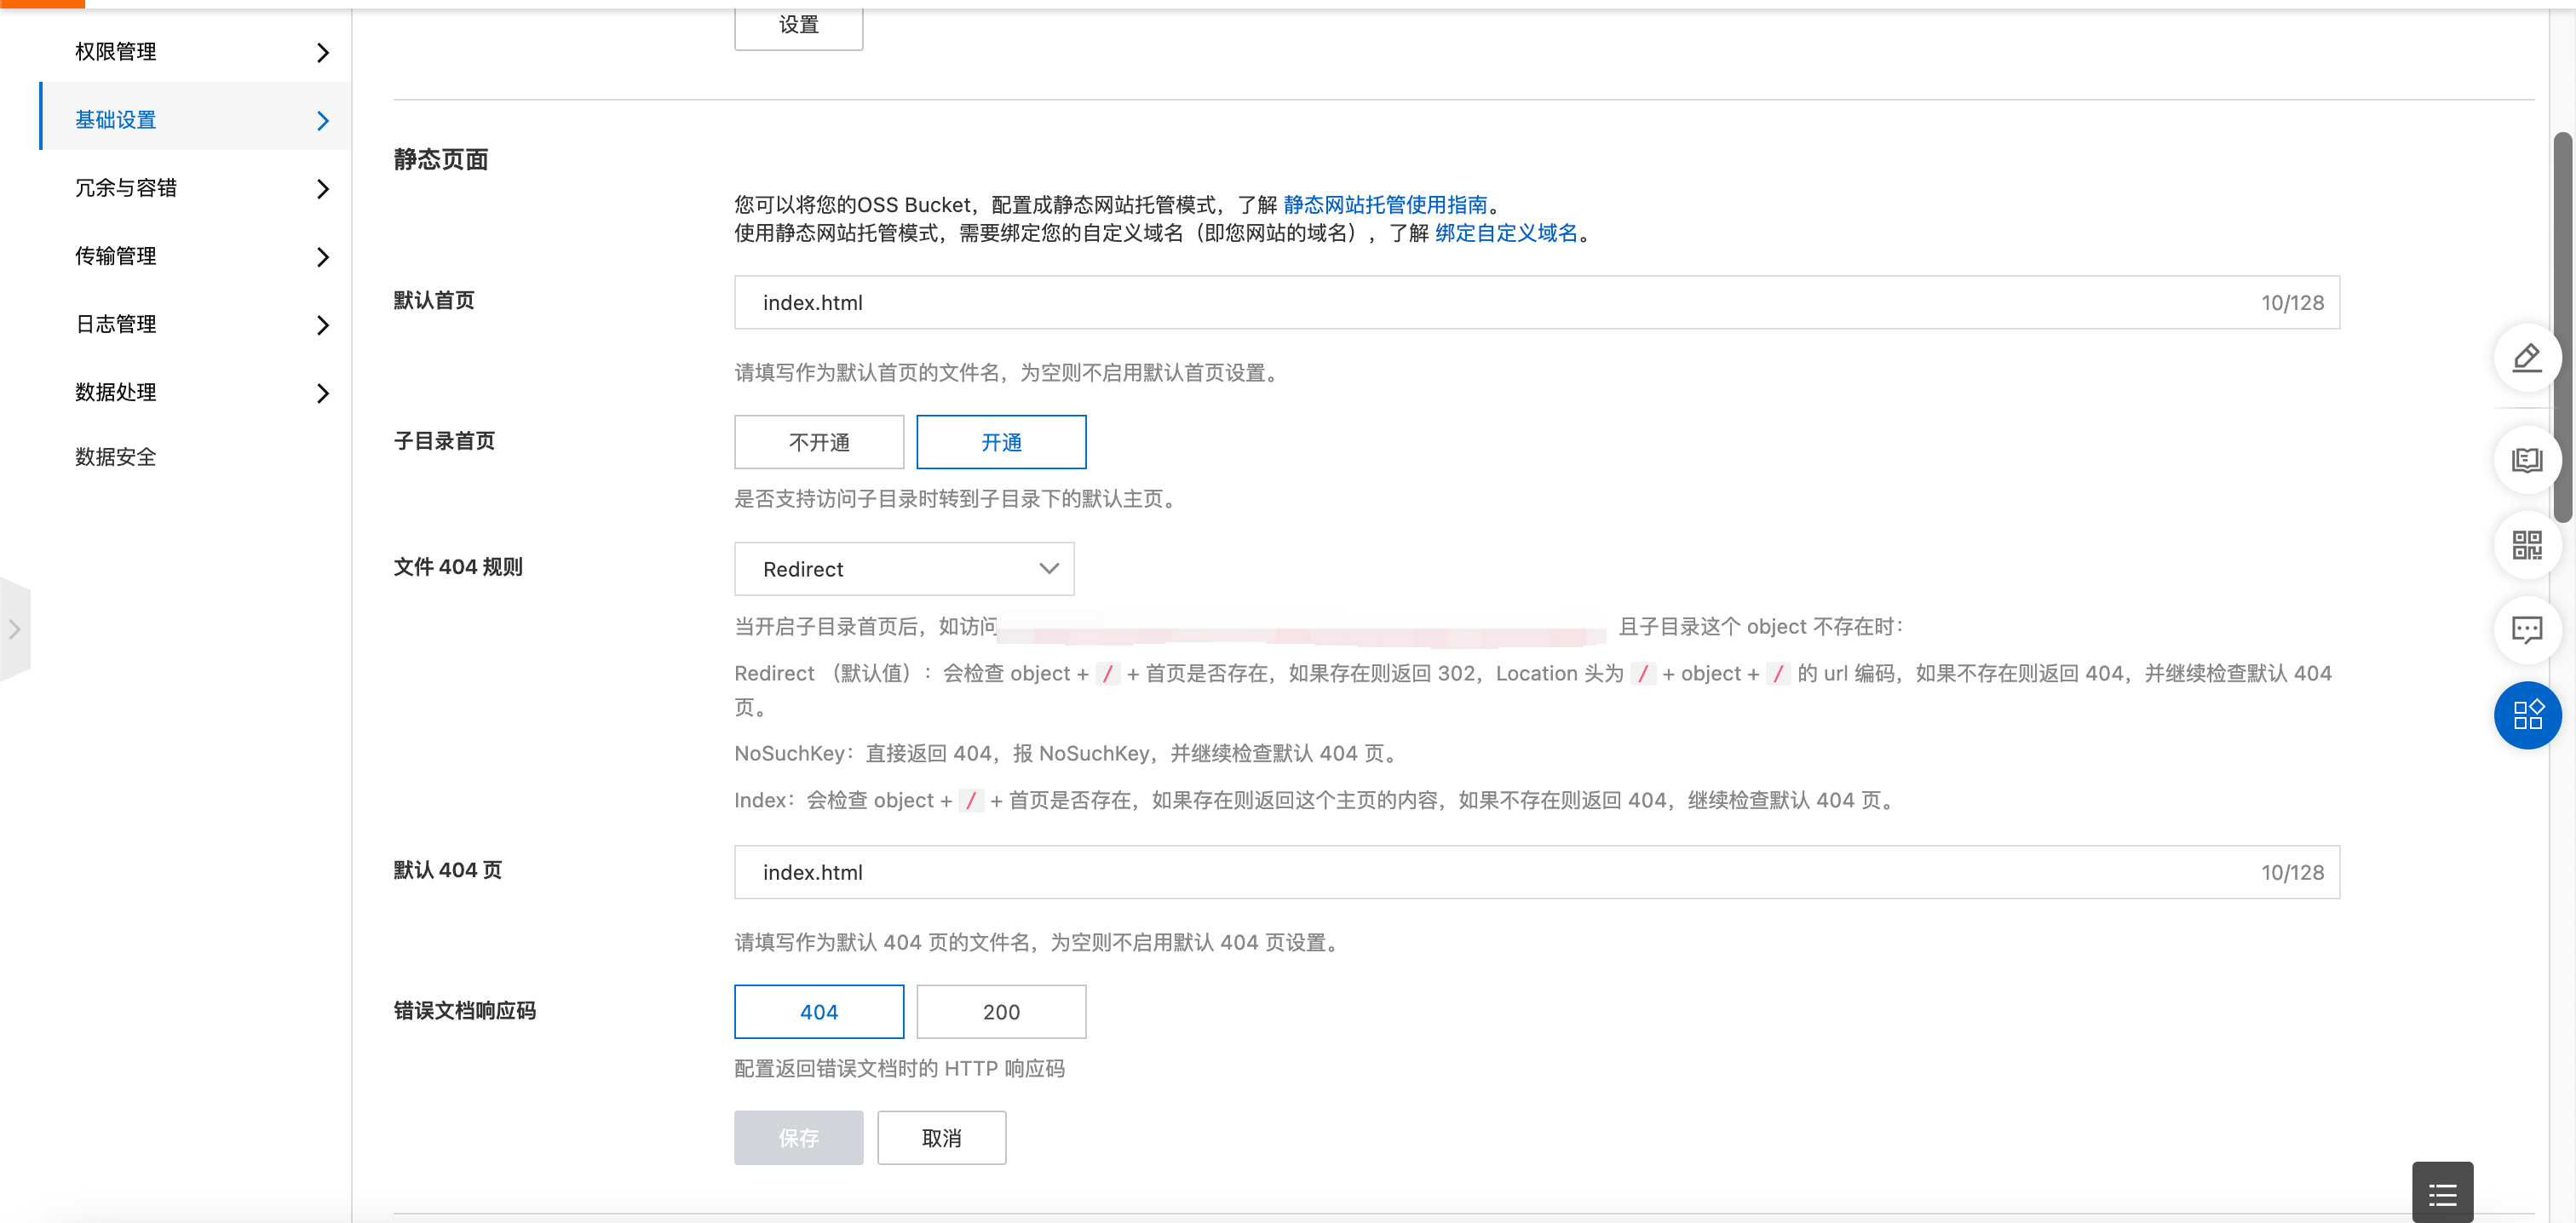 权限管理
基础设置
冗余与容错
传输管理
日志管理
数据处理
数据安全
设置
静态页面
您可以将您的OSS Bucket，配置成静态网站托管模式，了解 静态网站托管使用指南。
使用静态网站托管模式，需要绑定您的自定义域名（即您网站的域名），了解 绑定自定义域名。
默认首页
index.html
10/128
请填写作为默认首页的文件名，为空则不启用默认首页设置。
子目录首页
不开通
开通
是否支持访问子目录时转到子目录下的默认主页。
文件 404 规则
Redirect
当开启子目录首页后，如访问 且子目录这个 object 不存在时：
Redirect （默认值）：会检查 object + / + 首页是否存在，如果存在则返回 302，Location 头为 / + object + / 的 url 编码，如果不存在则返回 404，并继续检查默认 404
页。
NoSuchKey：直接返回 404，报 NoSuchKey，并继续检查默认 404 页。
Index：会检查 object + / + 首页是否存在，如果存在则返回这个主页的内容，如果不存在则返回 404，继续检查默认 404 页。
默认 404 页
index.html
10/128
请填写作为默认 404 页的文件名，为空则不启用默认 404 页设置。
错误文档响应码
404
200
配置返回错误文档时的 HTTP 响应码
保存
取消